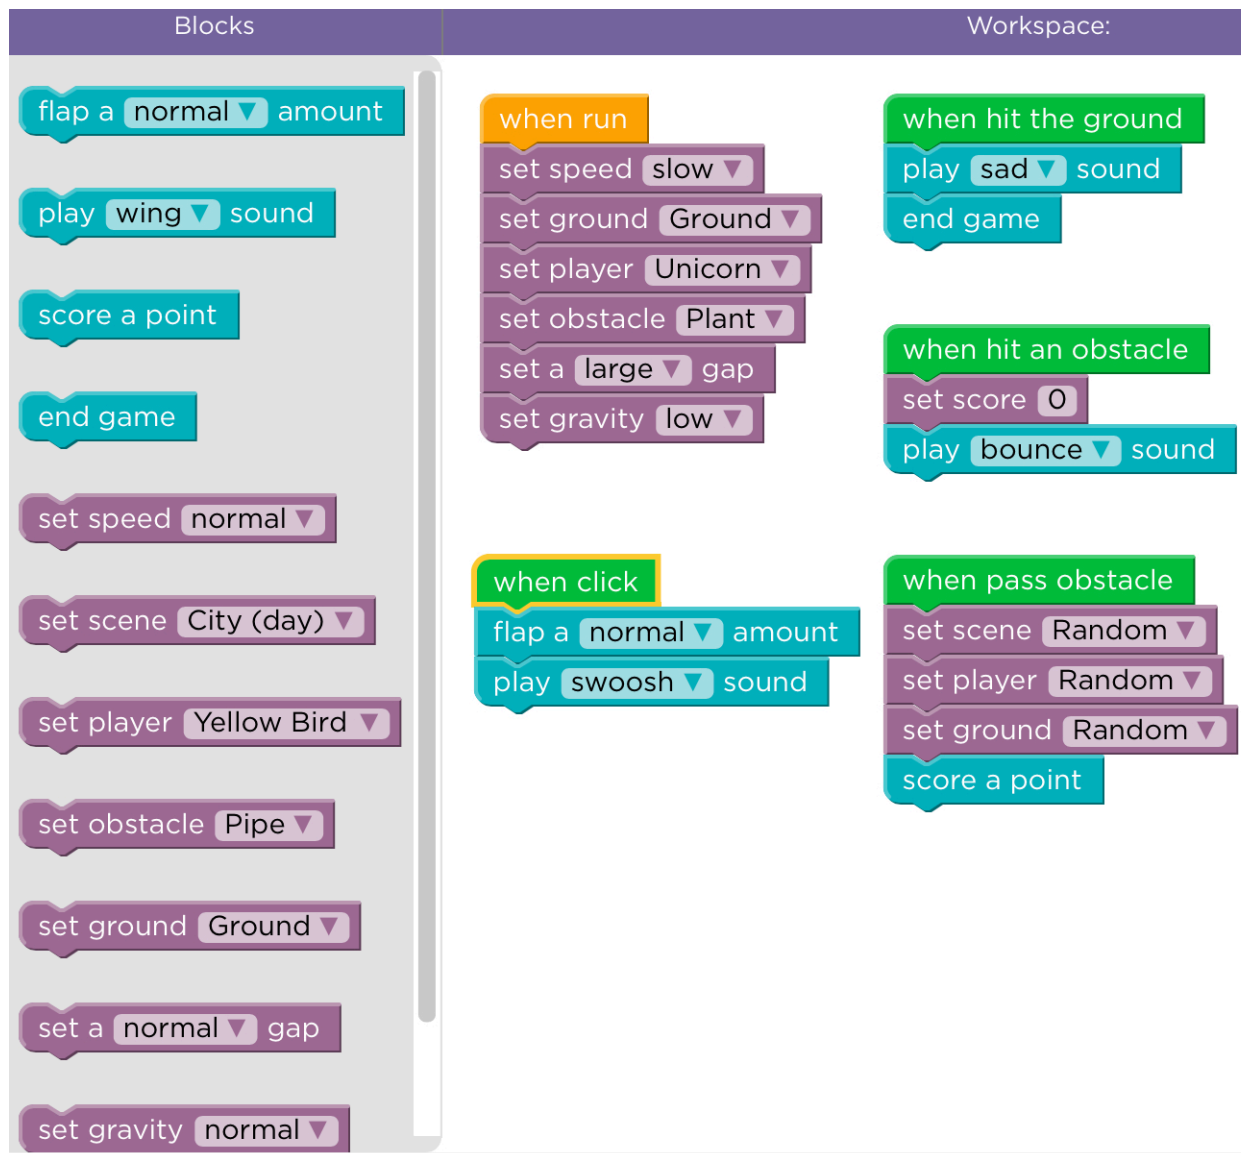 Blocks
Workspace:
flap a normal ▼ amount
play wing ▼ sound
score a point
end game
set speed normal ▼
set scene City (day) ▼
set player Yellow Bird ▼
set obstacle Pipe ▼
set ground Ground ▼
set a normal ▼ gap
set gravity normal ▼
when run
set speed slow ▼
set ground Ground ▼
set player Unicorn ▼
set obstacle Plant ▼
set a large ▼ gap
set gravity low ▼
when click
flap a normal ▼ amount
play swoosh ▼ sound
when hit the ground
play sad ▼ sound
end game
when hit an obstacle
set score 0
play bounce ▼ sound
when pass obstacle
set scene Random ▼
set player Random ▼
set ground Random ▼
score a point